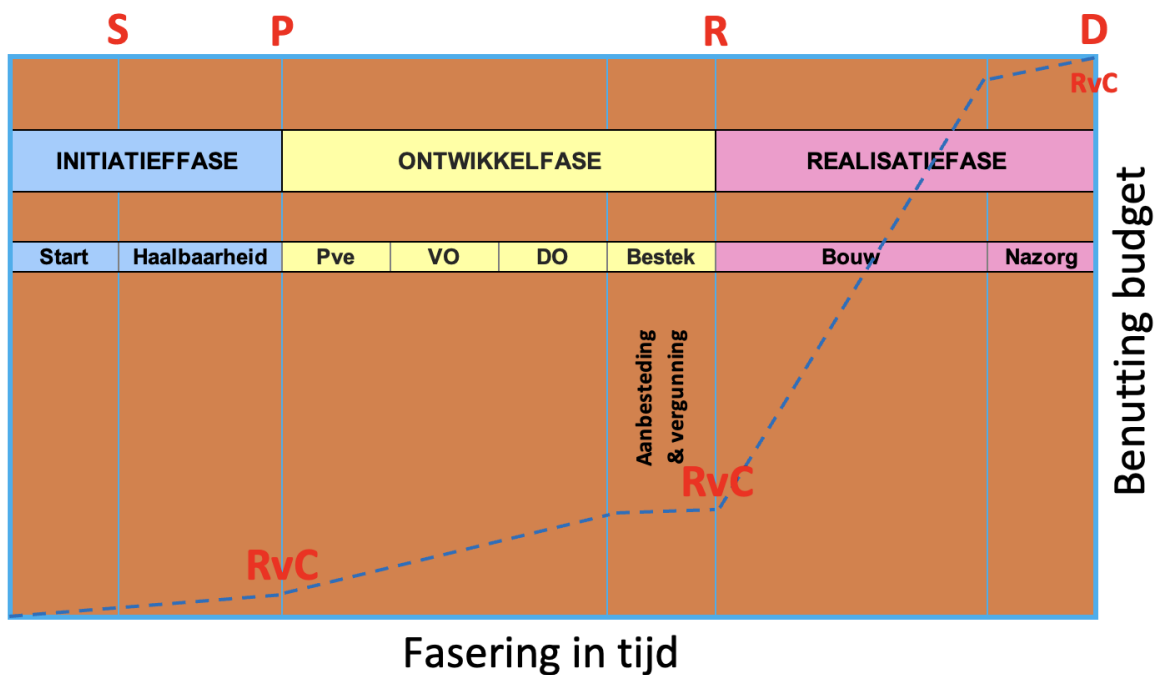 S P R D
RvC
INITIATIEFFASE ONTWIKKELFASE REALISATIEFASE
Start Haalbaarheid Pve VO DO Bestek Bouw Nazorg
Aanbesteding
& vergunning
RvC
RvC
Benutting budget
Fasering in tijd